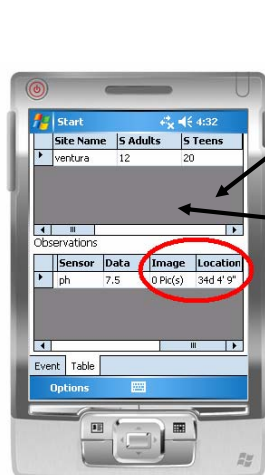 Start 4:32
Site Name S Adults S Teens
ventura 12 20
Observations
Sensor Data Image Location
ph 7.5 0 Pic(s) 34d 4' 9"
Event Table
Options